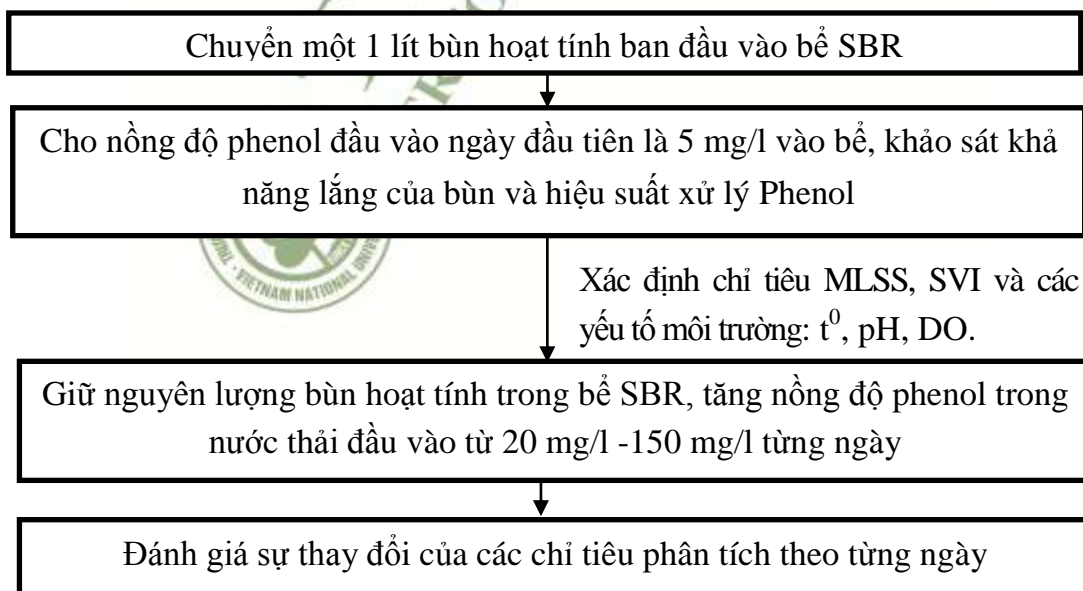 Chuyển một 1 lít bùn hoạt tính ban đầu vào bể SBR
Cho nồng độ phenol đầu vào ngày đầu tiên là 5 mg/l vào bể, khảo sát khả
năng lắng của bùn và hiệu suất xử lý Phenol
VIETNAM NATIONAL
Xác định chỉ tiêu MLSS, SVI và các
yếu tố môi trường: t⁰, pH, DO.
Giữ nguyên lượng bùn hoạt tính trong bể SBR, tăng nồng độ phenol trong
nước thải đầu vào từ 20 mg/l -150 mg/l từng ngày
Đánh giá sự thay đổi của các chỉ tiêu phân tích theo từng ngày